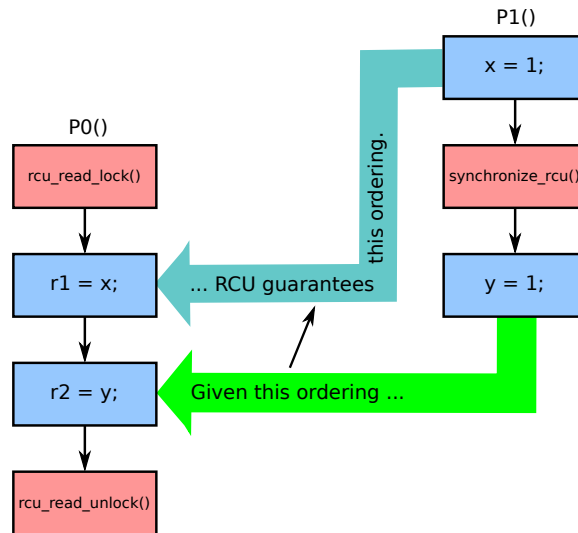 P1()
x = 1;
P0()
rcu_read_lock()
synchronize_rcu()
this ordering.
r1 = x;
... RCU guarantees
y = 1;
r2 = y;
Given this ordering ...
rcu_read_unlock()